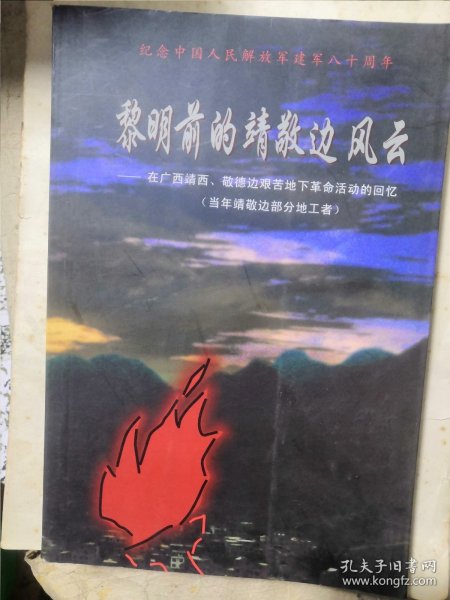 纪念中国人民解放军建军八十周年
黎明前的靖敬边风云
——在广西靖西、敬德边艰苦地下革命活动的回忆
（当年靖敬边部分地工者）
孔夫子旧书网
www.kongfz.com